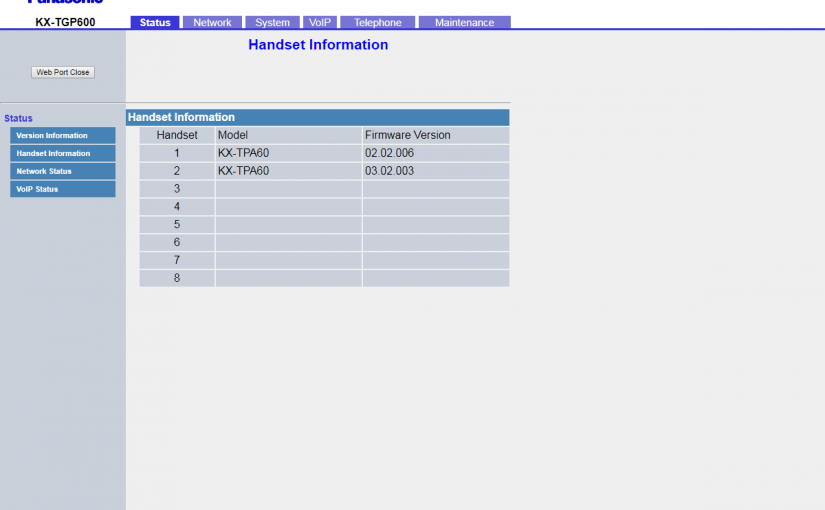 Panasonic
KX-TGP600
Status Network System VoIP Telephone Maintenance
Handset Information
Web Port Close
Status
Version Information
Handset Information
Network Status
VoIP Status
Handset Information
Handset Model Firmware Version
1 KX-TPA60 02.02.006
2 KX-TPA60 03.02.003
3
4
5
6
7
8